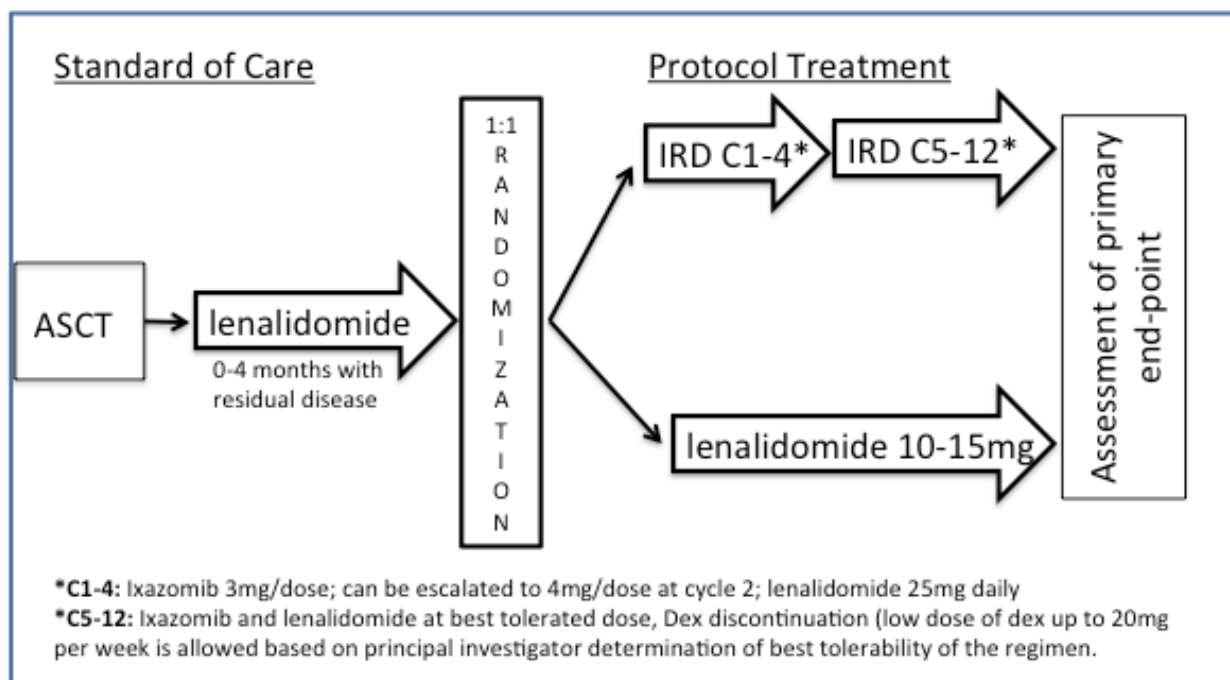 Standard of Care
Protocol Treatment
ASCT
lenalidomide
0-4 months with
residual disease
1:1
R
A
N
D
O
M
I
Z
A
T
I
O
N
IRD C1-4*
IRD C5-12*
lenalidomide 10-15mg
Assessment of primary
end-point
*C1-4: Ixazomib 3mg/dose; can be escalated to 4mg/dose at cycle 2; lenalidomide 25mg daily
*C5-12: Ixazomib and lenalidomide at best tolerated dose, Dex discontinuation (low dose of dex up to 20mg
per week is allowed based on principal investigator determination of best tolerability of the regimen.